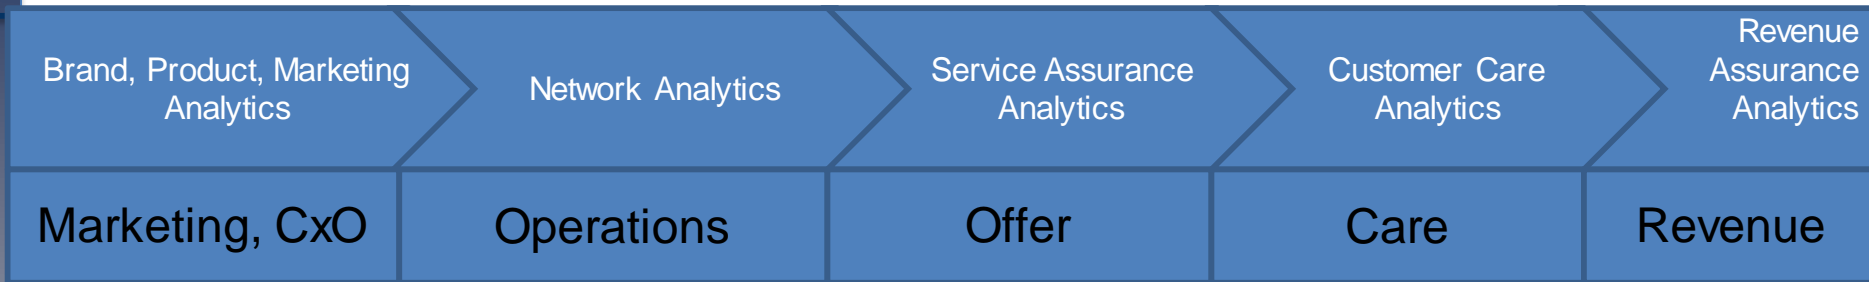 Brand, Product, Marketing
Analytics
Network Analytics
Service Assurance
Analytics
Customer Care
Analytics
Revenue
Assurance
Analytics
Marketing, CxO
Operations
Offer
Care
Revenue